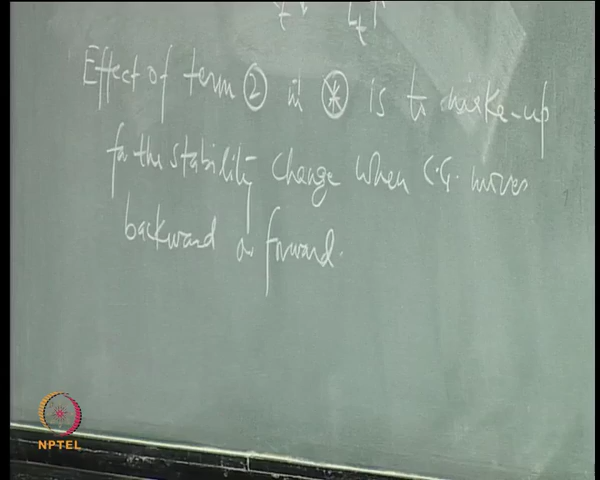 Effect of term ② in ⊛ is to make-up
for the stability change when C.G. moves
backward or forward.
NPTEL